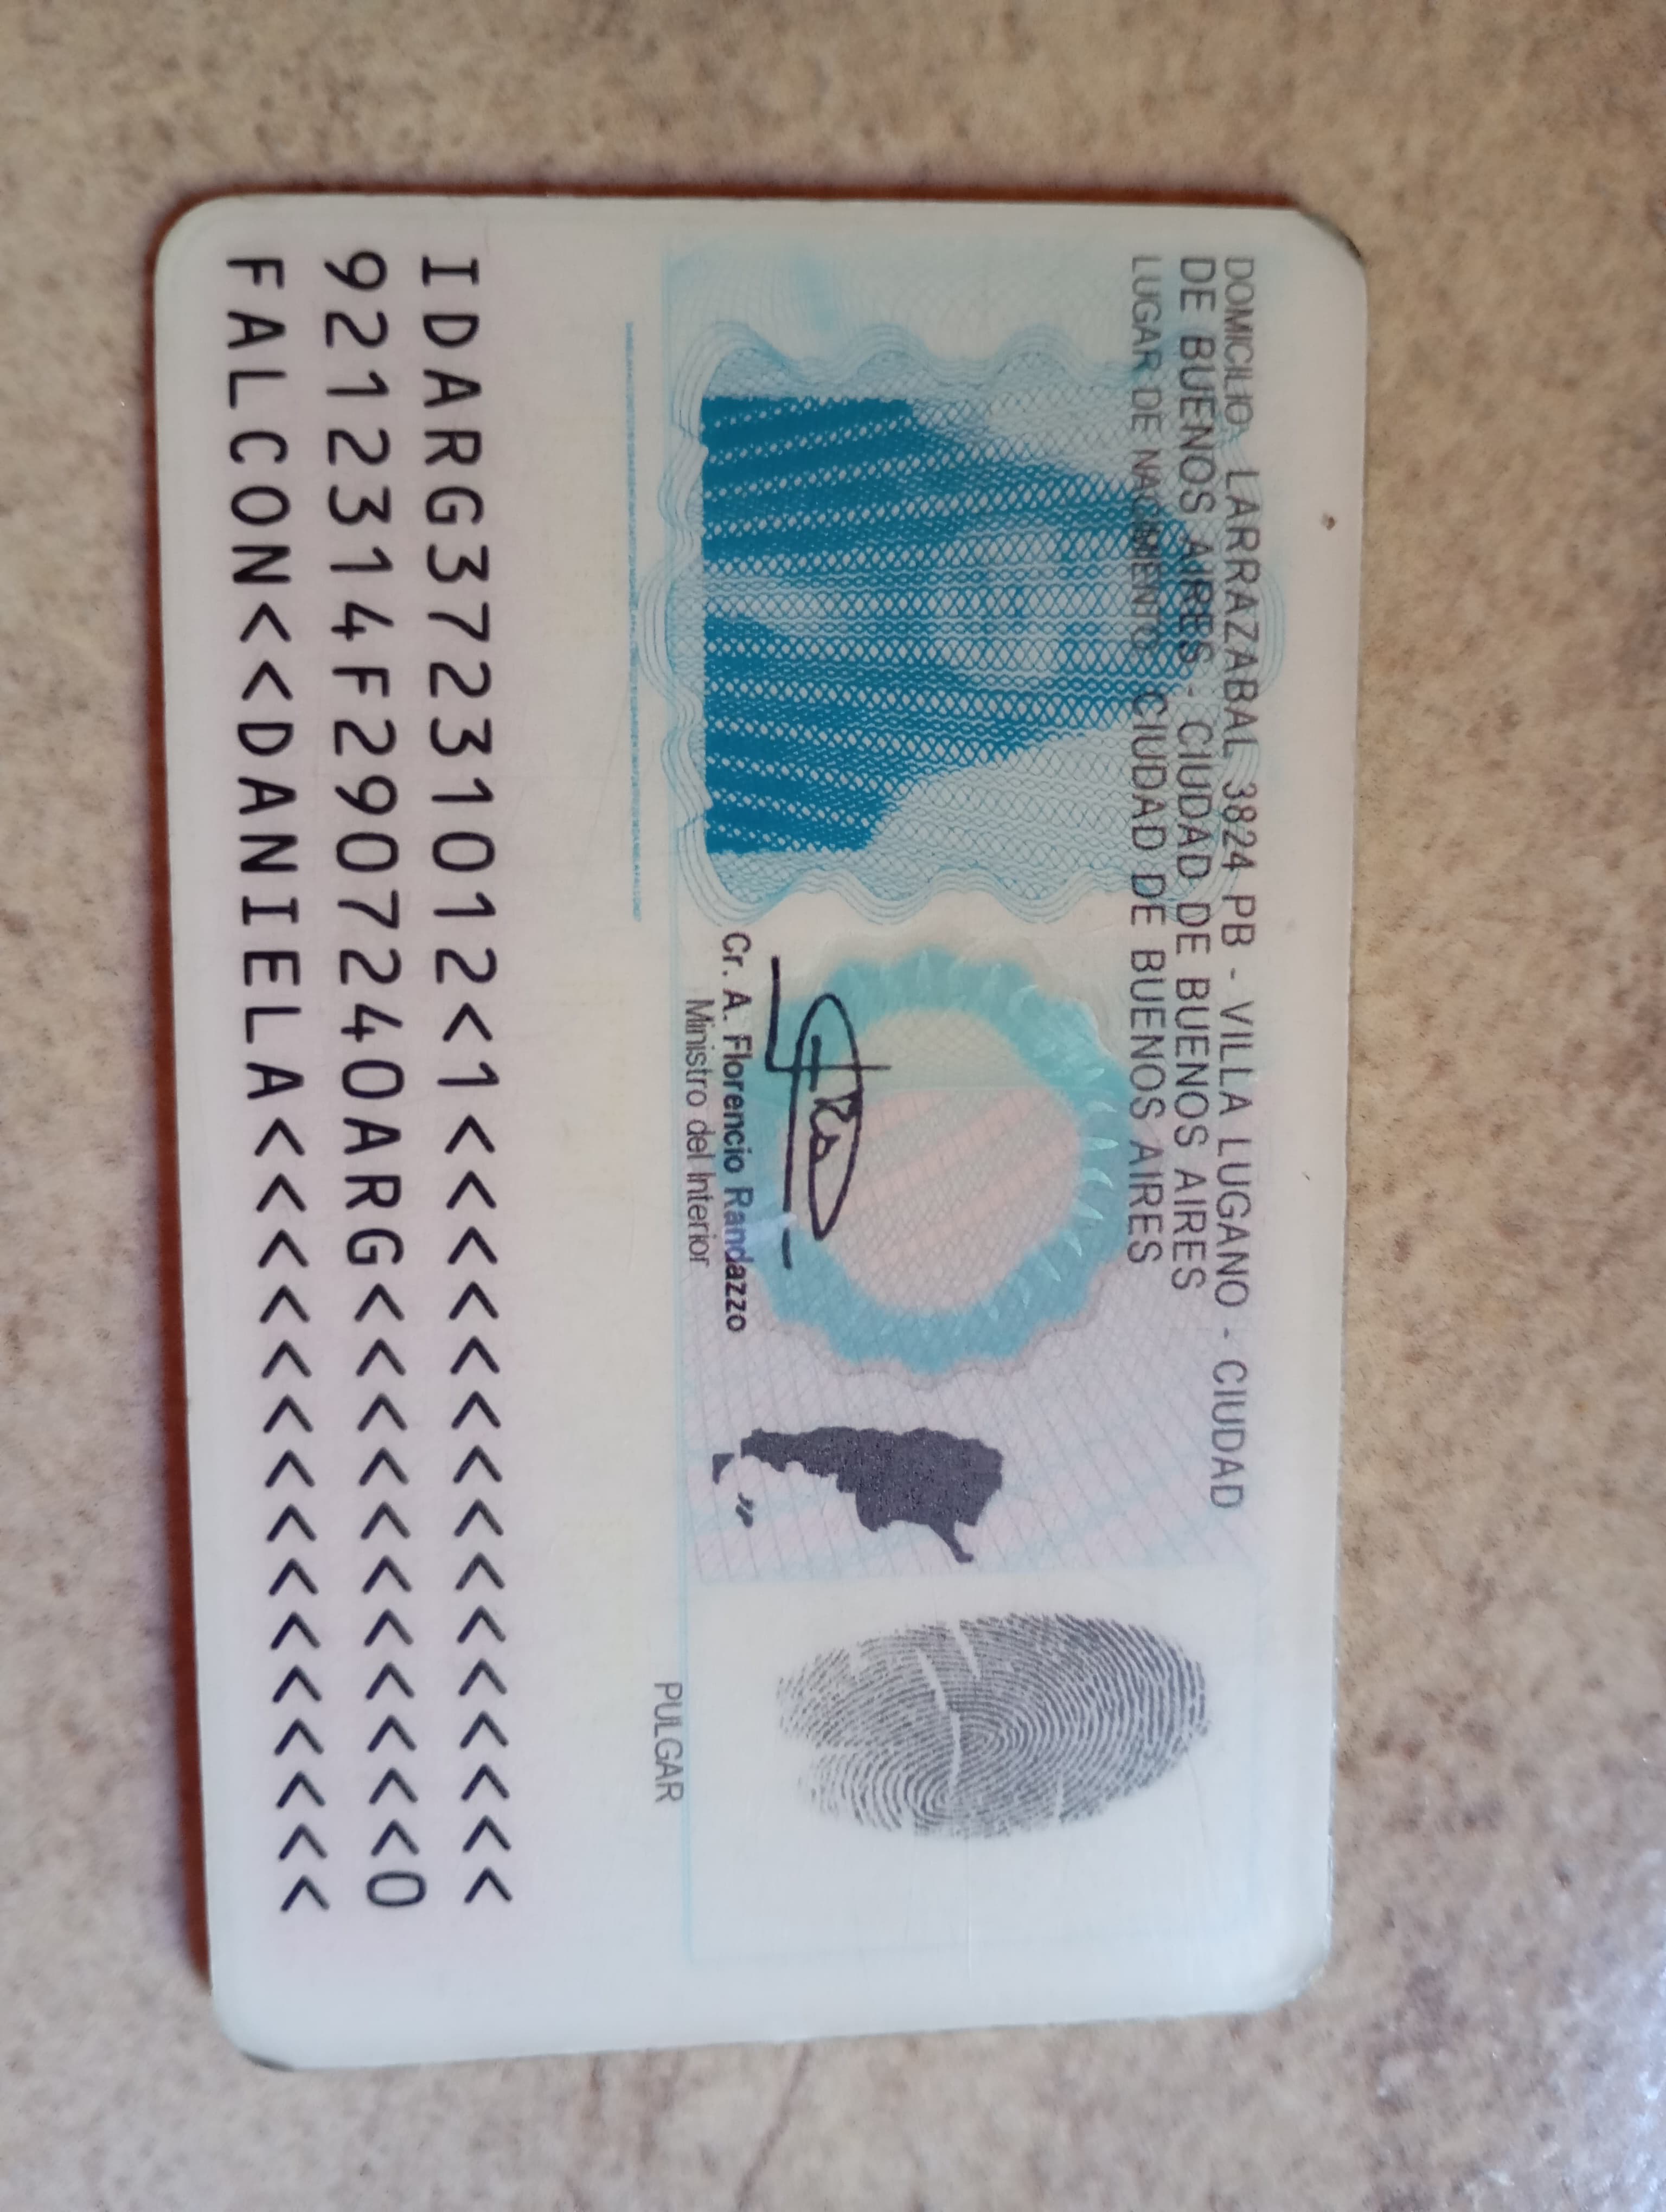 DOMICILIO: LARRAZABAL 3824 PB - VILLA LUGANO - CIUDAD
DE BUENOS AIRES - CIUDAD DE BUENOS AIRES
LUGAR DE NACIMIENTO: CIUDAD DE BUENOS AIRES
Cr. A. Florencio Randazzo
Ministro del Interior
PULGAR
IDARG37231012<1<<<<<<<<<<<<<<<
9212314F2907240ARG<<<<<<<<<<<0
FALCON<<DANIELA<<<<<<<<<<<<<<<